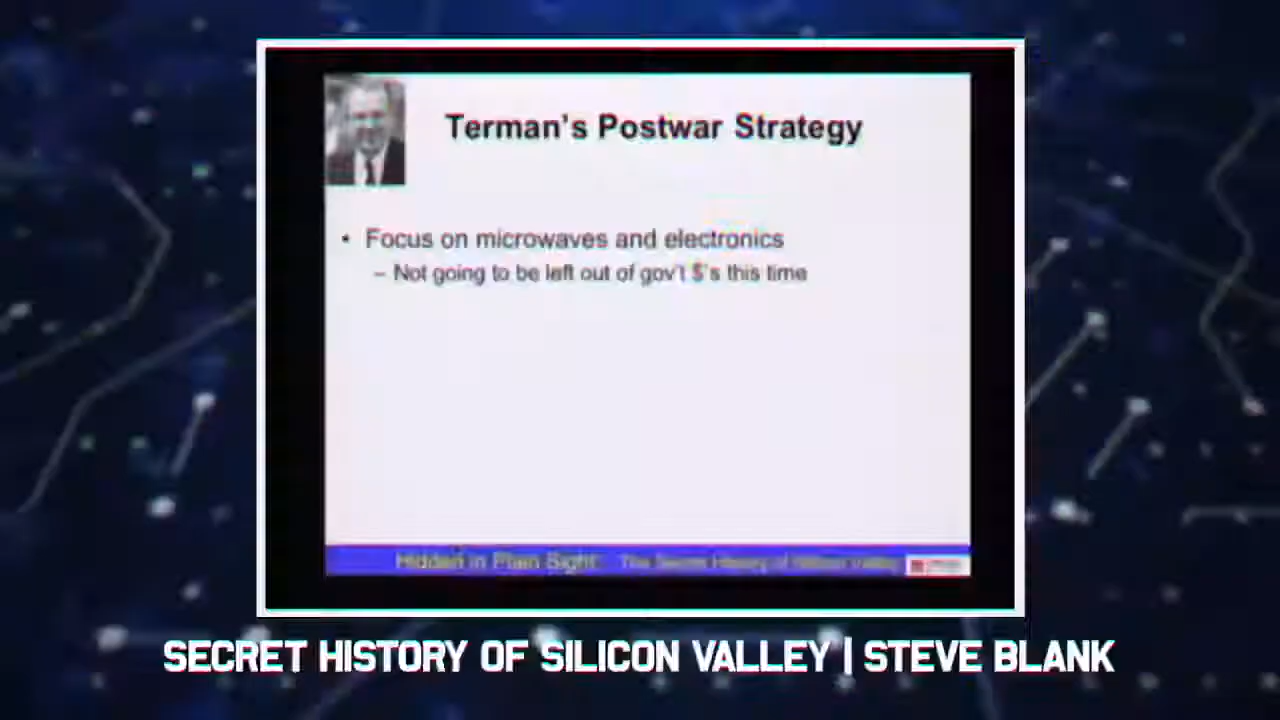 Terman's Postwar Strategy
• Focus on microwaves and electronics
– Not going to be left out of gov't $'s this time
Hidden in Plain Sight: The Secret History of Silicon Valley
SECRET HISTORY OF SILICON VALLEY | STEVE BLANK